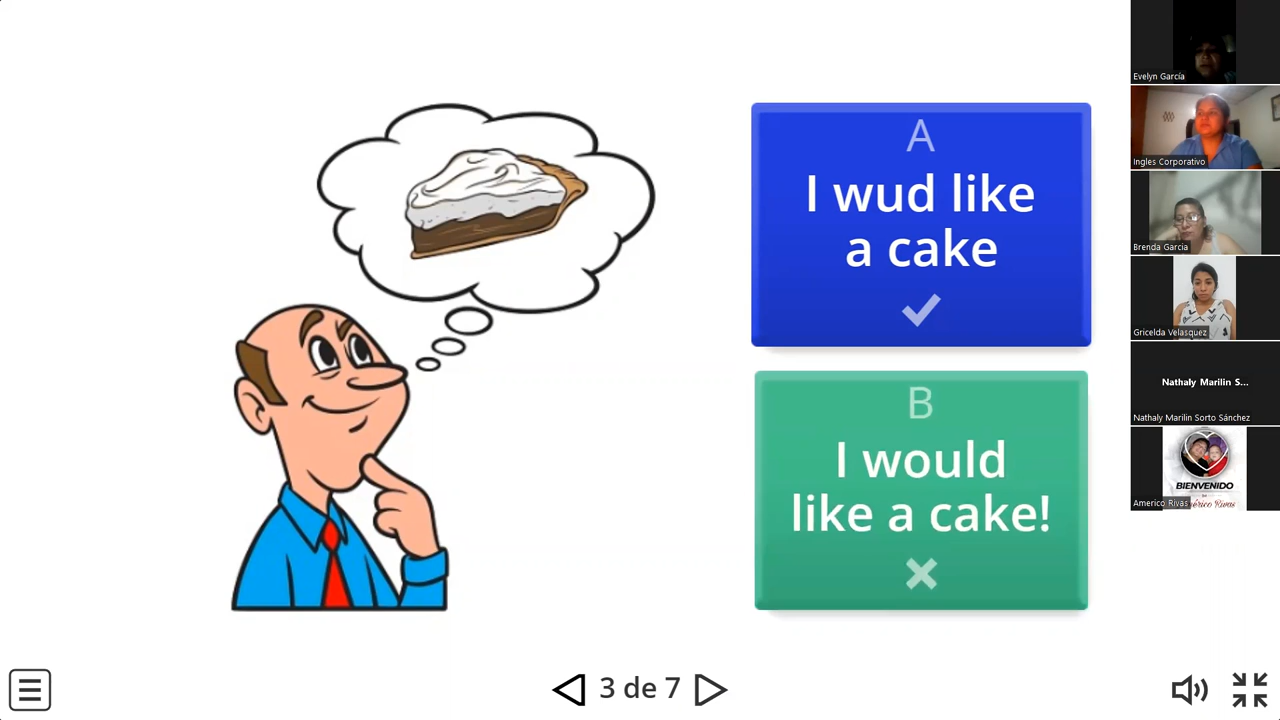 A
I wud like
a cake
B
I would
like a cake!
3 de 7
Evelyn García
Ingles Corporativo
Brenda Garcia
Gricelda Velasquez
Nathaly Marilin S...
Nathaly Marilin Sorto Sánchez
BIENVENIDO
Americo Rivas